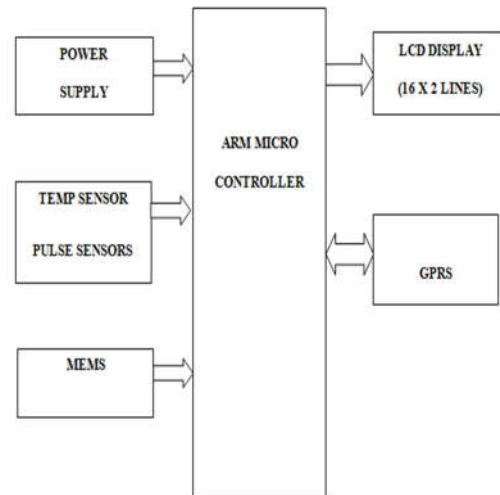 POWER
SUPPLY
TEMP SENSOR
PULSE SENSORS
MEMS
ARM MICRO
CONTROLLER
LCD DISPLAY
(16 X 2 LINES)
GPRS